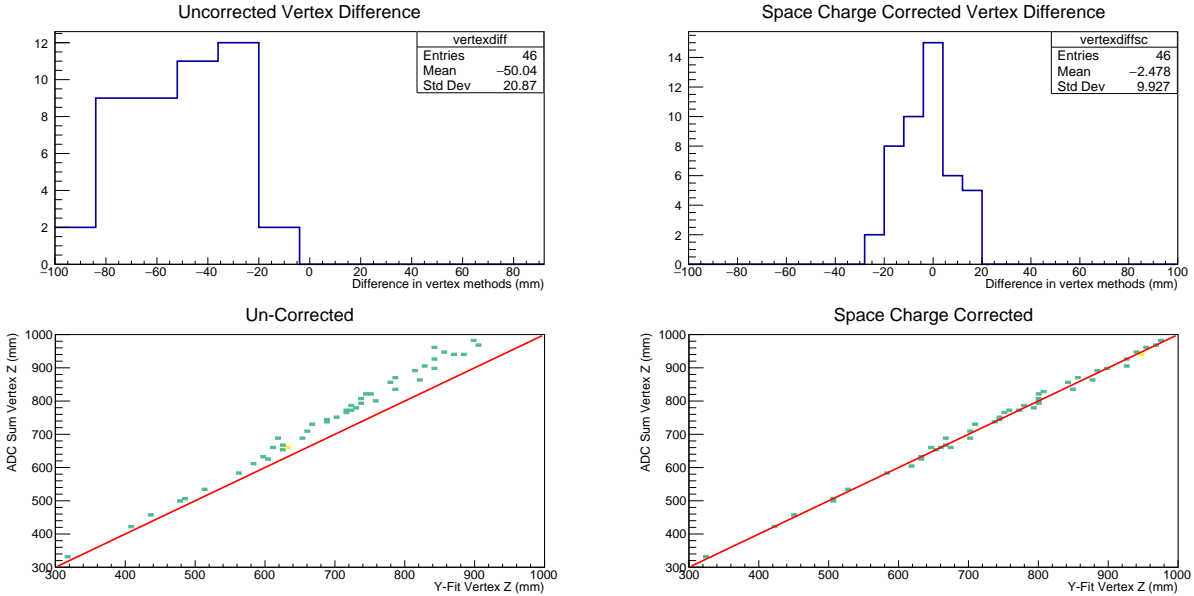 Uncorrected Vertex Difference
vertexdiff
Entries 46
Mean −50.04
Std Dev 20.87
12
10
8
6
4
2
0
−100 −80 −60 −40 −20 0 20 40 60 80
Difference in vertex methods (mm)
Space Charge Corrected Vertex Difference
vertexdiffsc
Entries 46
Mean −2.478
Std Dev 9.927
14
12
10
8
6
4
2
0
−100 −80 −60 −40 −20 0 20 40 60 80 100
Difference in vertex methods (mm)
Un-Corrected
ADC Sum Vertex Z (mm)
1000
900
800
700
600
500
400
300
300 400 500 600 700 800 900 1000
Y-Fit Vertex Z (mm)
Space Charge Corrected
ADC Sum Vertex Z (mm)
1000
900
800
700
600
500
400
300
300 400 500 600 700 800 900 1000
Y-Fit Vertex Z (mm)